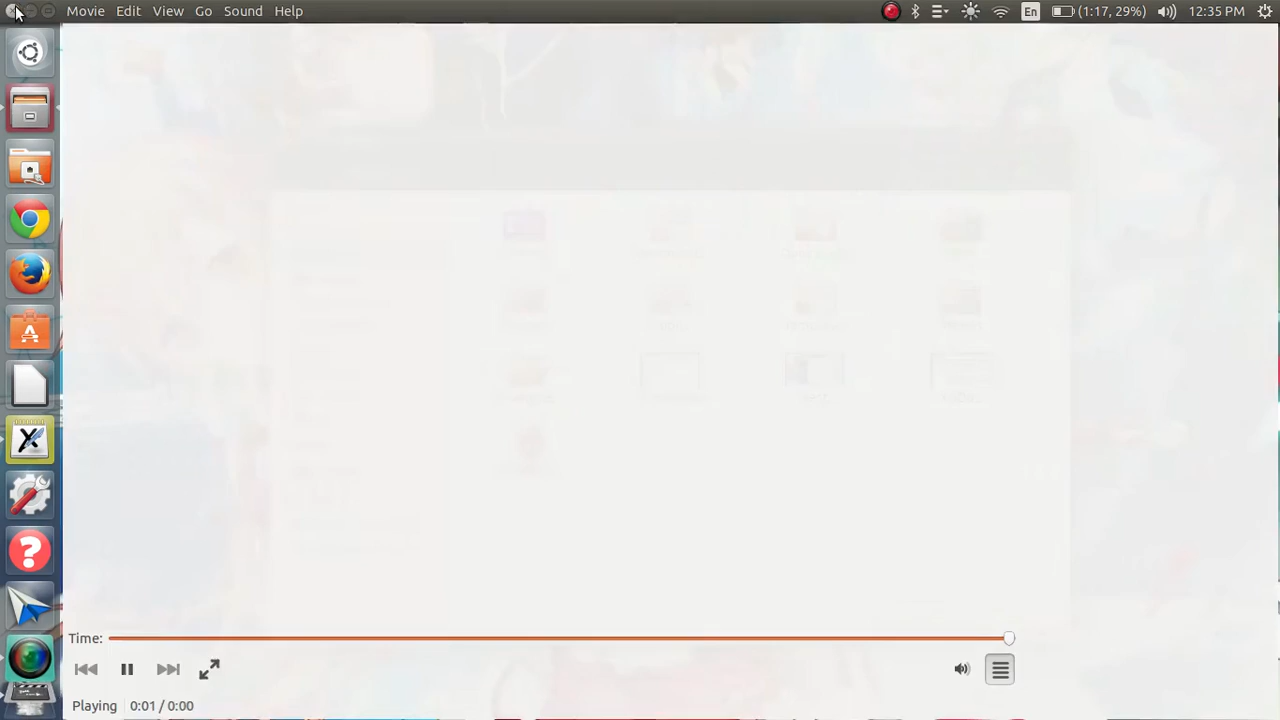 Movie Edit View Go Sound Help En (1:17, 29%) 12:35 PM
Time:
Playing 0:01 / 0:00